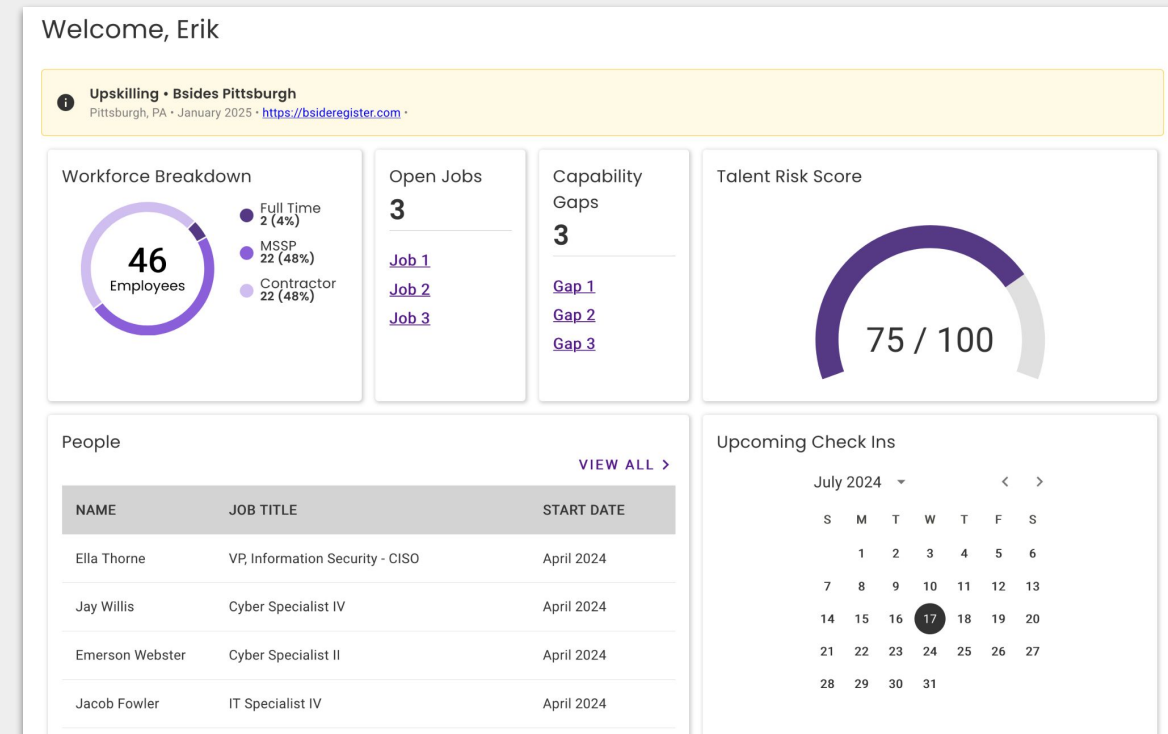 Welcome, Erik
Upskilling • Bsides Pittsburgh
Pittsburgh, PA • January 2025 • https://bsideregister.com •
Workforce Breakdown
46
Employees
Full Time
2 (4%)
MSSP
22 (48%)
Contractor
22 (48%)
Open Jobs
3
Job 1
Job 2
Job 3
Capability
Gaps
3
Gap 1
Gap 2
Gap 3
Talent Risk Score
75 / 100
People
VIEW ALL >
NAME JOB TITLE START DATE
Ella Thorne VP, Information Security - CISO April 2024
Jay Willis Cyber Specialist IV April 2024
Emerson Webster Cyber Specialist II April 2024
Jacob Fowler IT Specialist IV April 2024
Upcoming Check Ins
July 2024
S M T W T F S
1 2 3 4 5 6
7 8 9 10 11 12 13
14 15 16 17 18 19 20
21 22 23 24 25 26 27
28 29 30 31